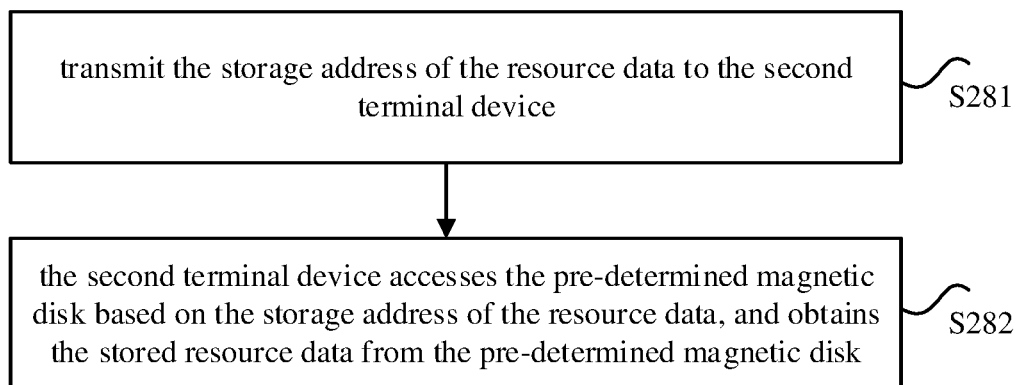 transmit the storage address of the resource data to the second
terminal device
S281
the second terminal device accesses the pre-determined magnetic
disk based on the storage address of the resource data, and obtains
the stored resource data from the pre-determined magnetic disk
S282